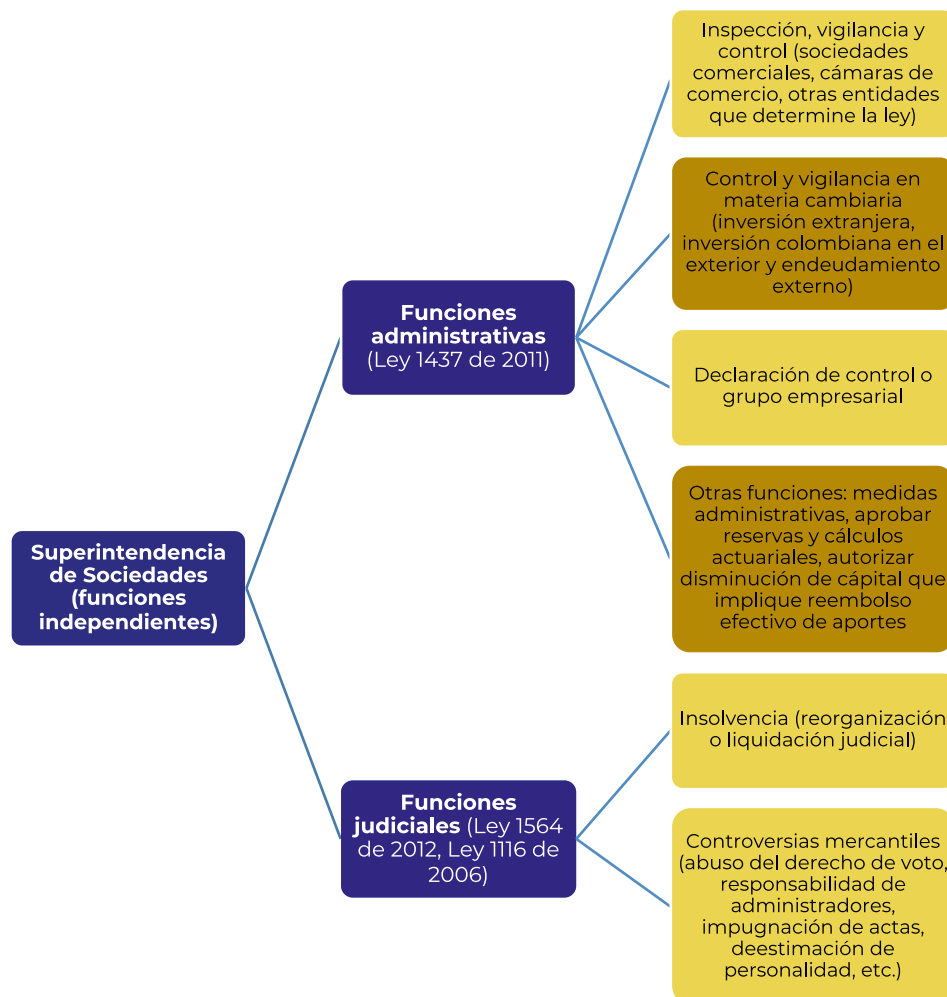 Superintendencia
de Sociedades
(funciones
independientes)
Funciones
administrativas
(Ley 1437 de 2011)
Inspección, vigilancia y
control (sociedades
comerciales, cámaras de
comercio, otras entidades
que determine la ley)
Control y vigilancia en
materia cambiaria
(inversión extranjera,
inversión colombiana en el
exterior y endeudamiento
externo)
Declaración de control o
grupo empresarial
Otras funciones: medidas
administrativas, aprobar
reservas y cálculos
actuariales, autorizar
disminución de cápital que
implique reembolso
efectivo de aportes
Funciones
judiciales (Ley 1564
de 2012, Ley 1116 de
2006)
Insolvencia (reorganización
o liquidación judicial)
Controversias mercantiles
(abuso del derecho de voto,
responsabilidad de
administradores,
impugnación de actas,
deestimación de
personalidad, etc.)